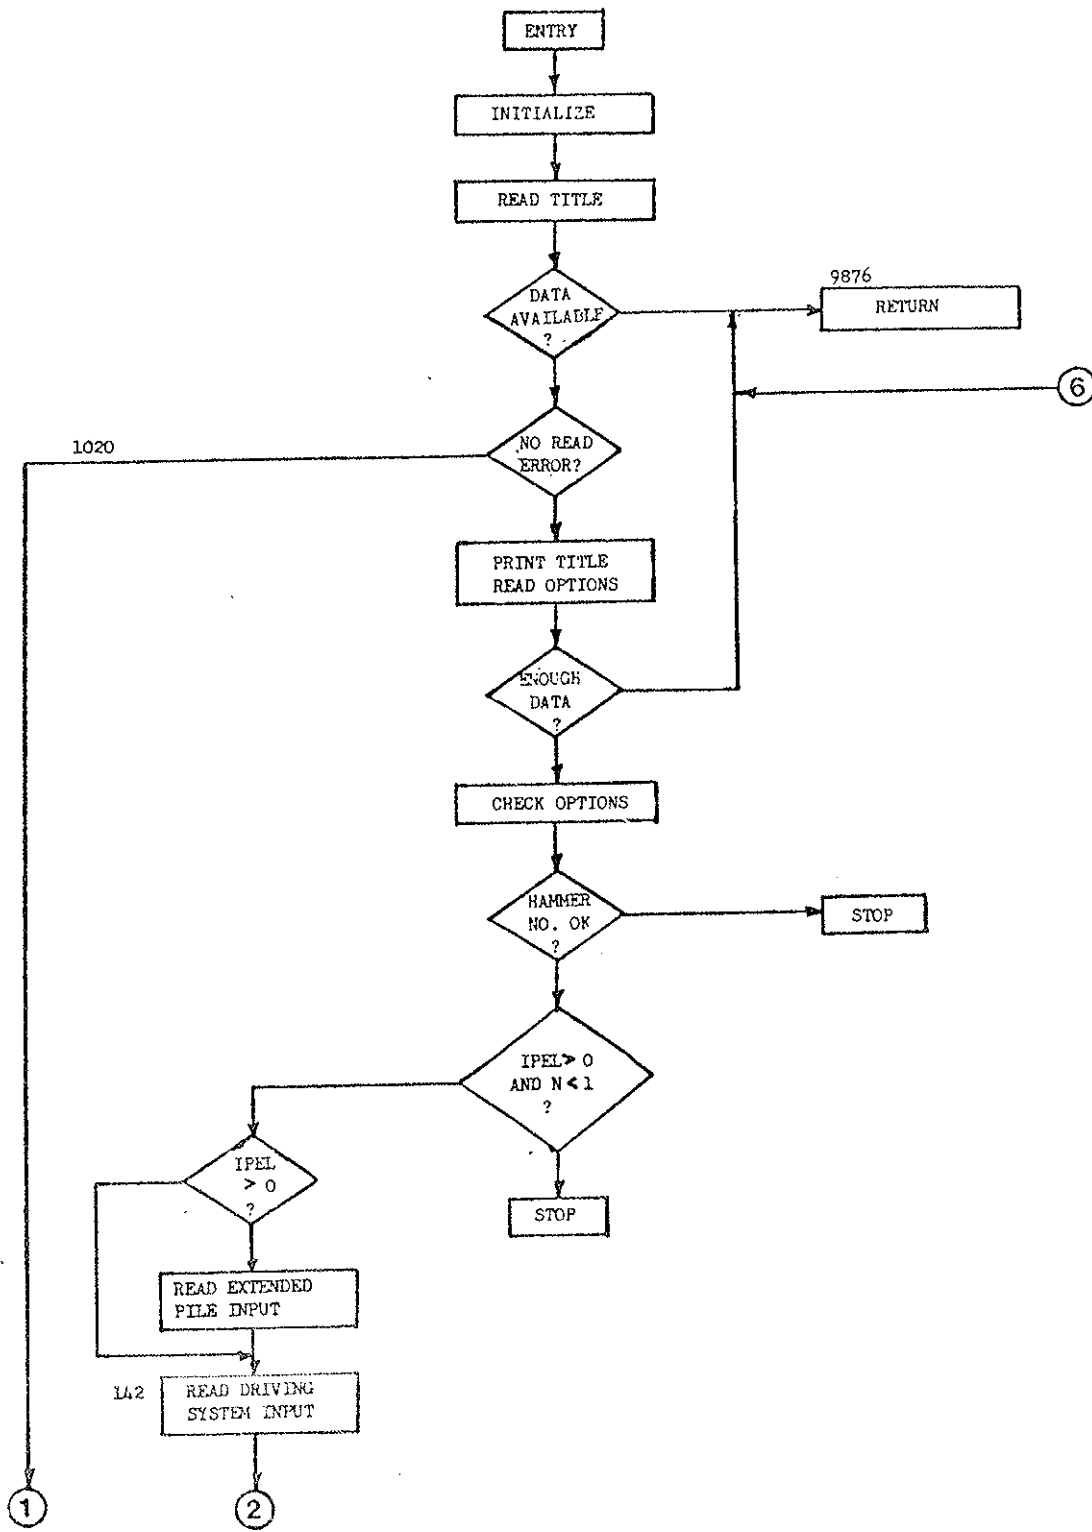 ENTRY
INITIALIZE
READ TITLE
DATA
AVAILABLE
?
9876
RETURN
6
1020
NO READ
ERROR?
PRINT TITLE
READ OPTIONS
ENOUGH
DATA
?
CHECK OPTIONS
HAMMER
NO. OK
?
STOP
IPEL > 0
AND N < 1
?
IPEL
> 0
?
STOP
READ EXTENDED
PILE INPUT
142
READ DRIVING
SYSTEM INPUT
1
2